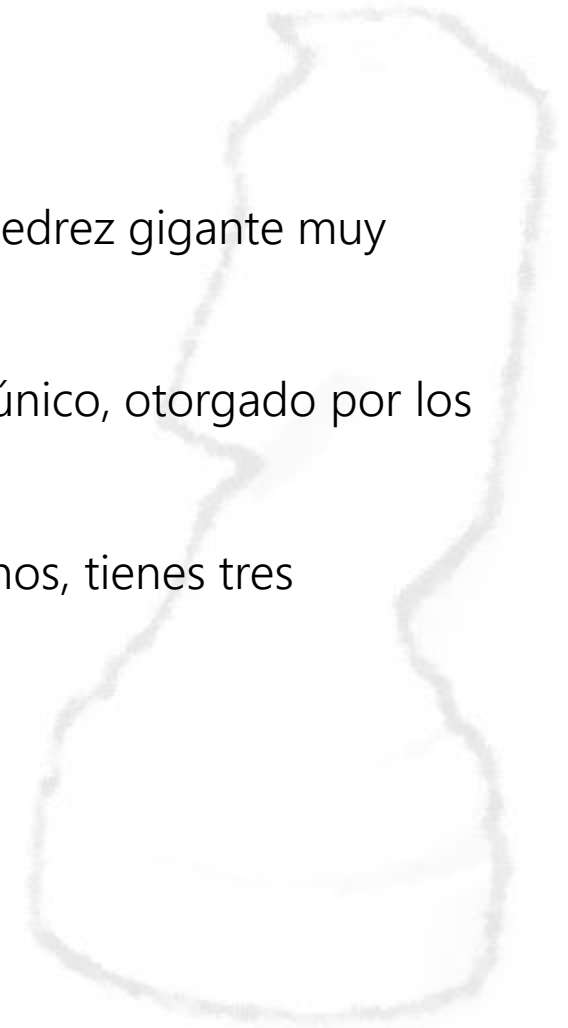 edrez gigante muy
único, otorgado por los
nos, tienes tres